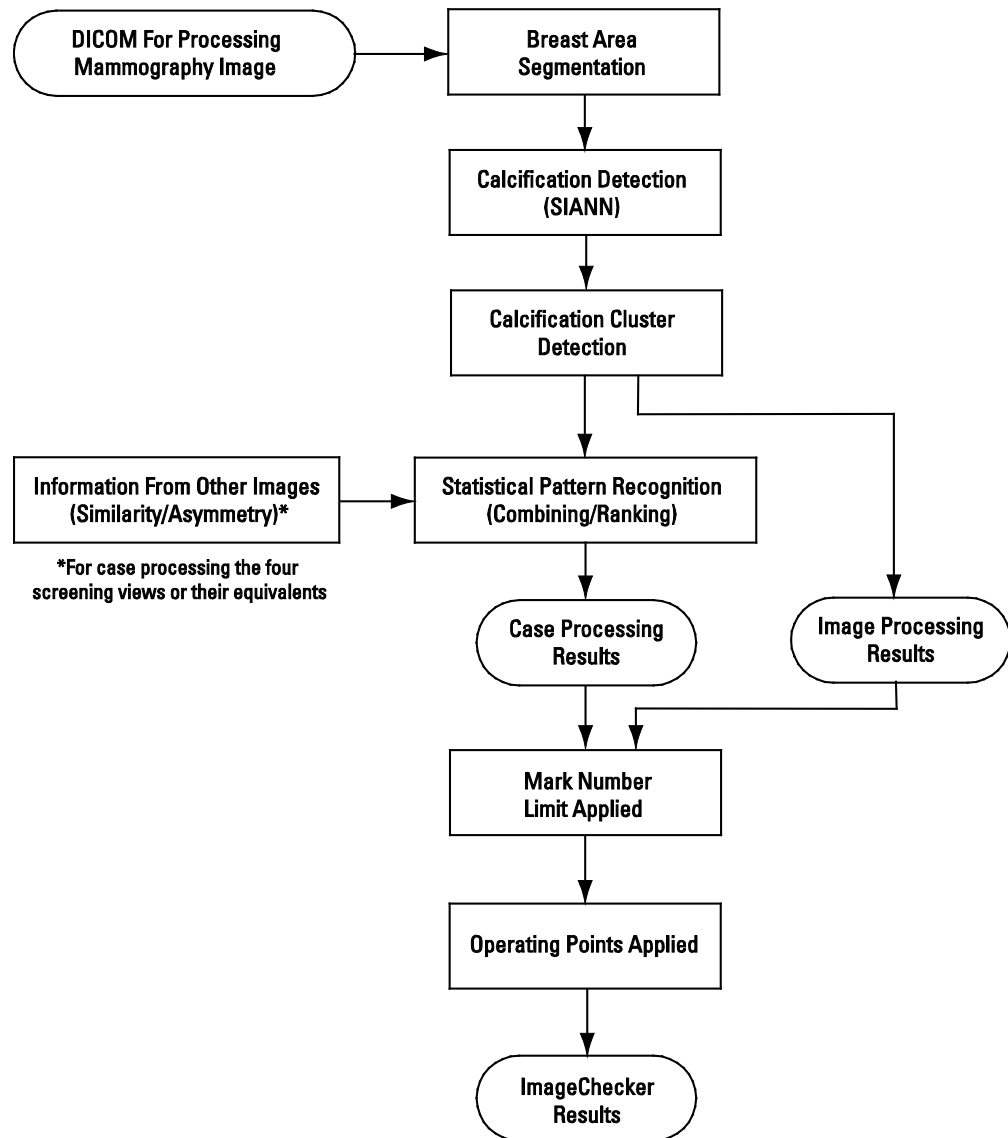 DICOM For Processing
Mammography Image
Breast Area
Segmentation
Calcification Detection
(SIANN)
Calcification Cluster
Detection
Information From Other Images
(Similarity/Asymmetry)*
*For case processing the four
screening views or their equivalents
Statistical Pattern Recognition
(Combining/Ranking)
Case Processing
Results
Image Processing
Results
Mark Number
Limit Applied
Operating Points Applied
ImageChecker
Results